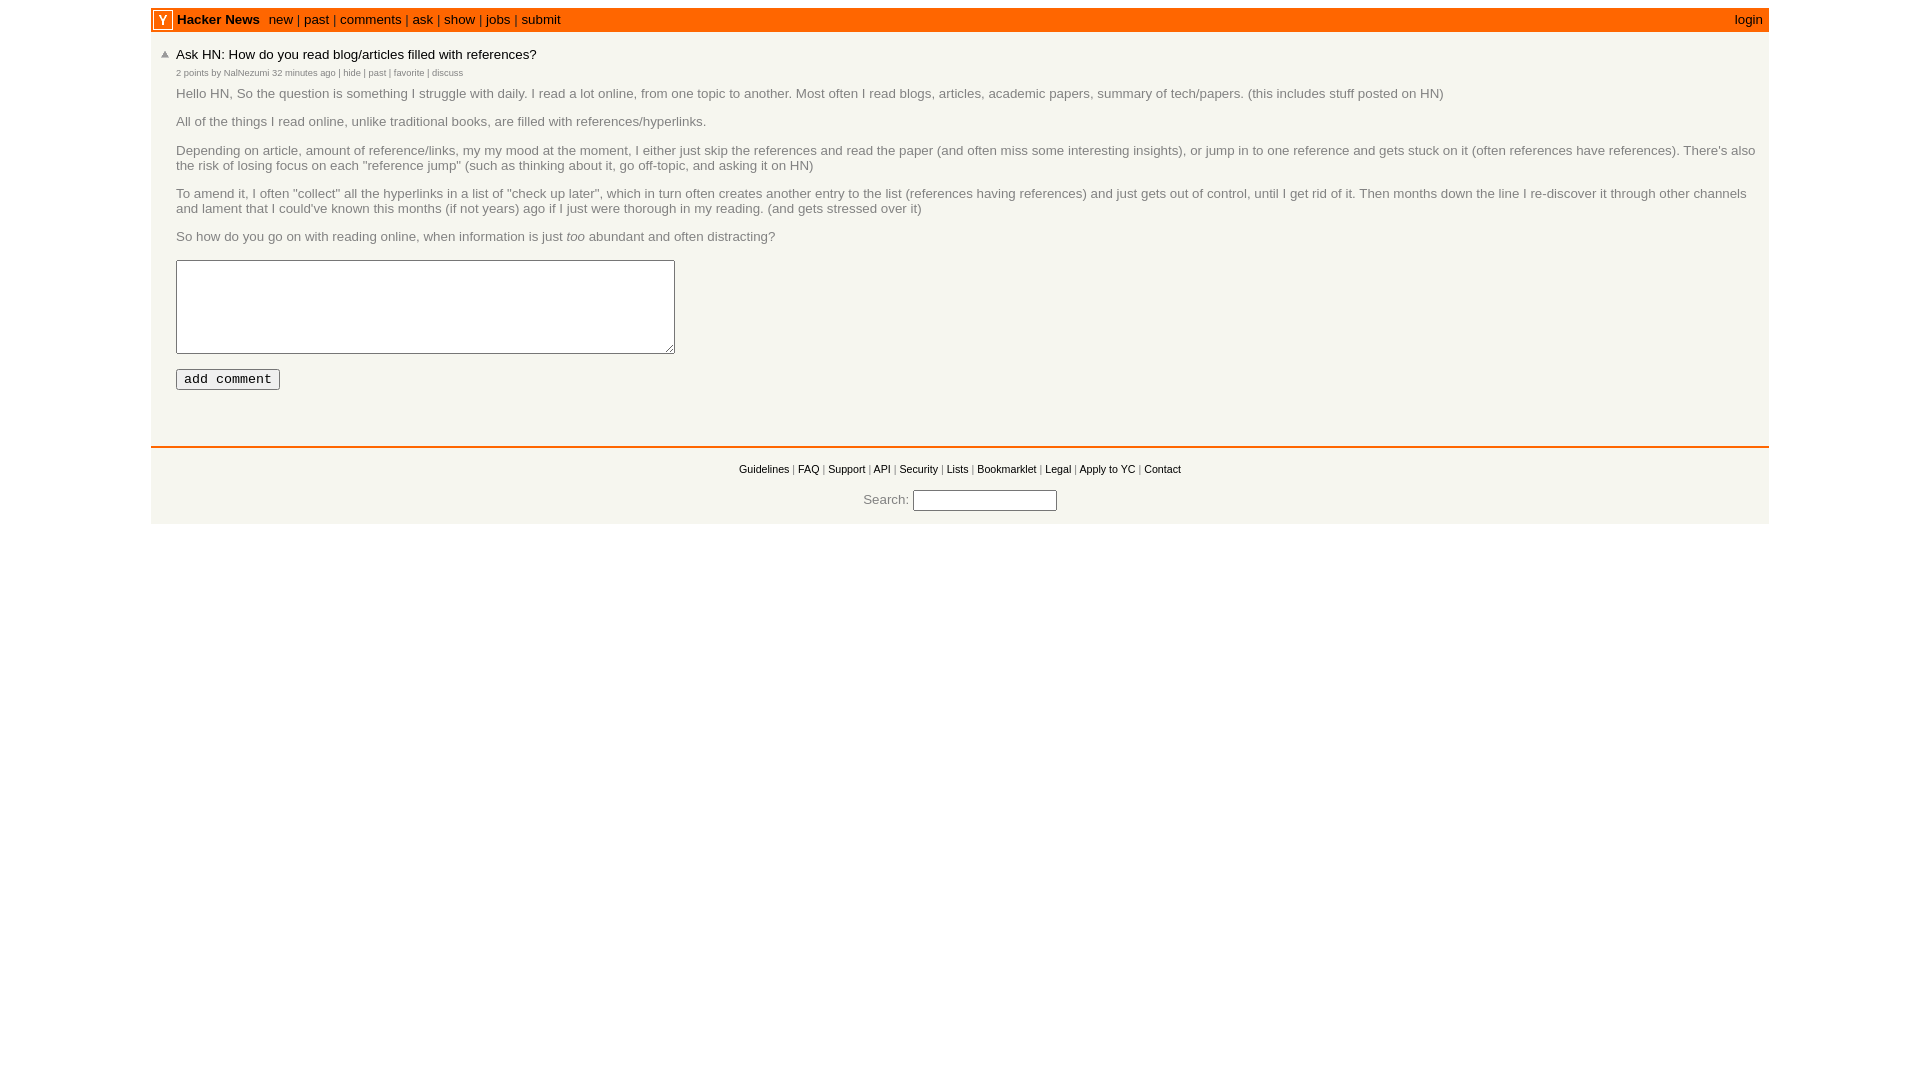 Y Hacker News new | past | comments | ask | show | jobs | submit login
Ask HN: How do you read blog/articles filled with references?
2 points by NalNezumi 32 minutes ago | hide | past | favorite | discuss
Hello HN, So the question is something I struggle with daily. I read a lot online, from one topic to another. Most often I read blogs, articles, academic papers, summary of tech/papers. (this includes stuff posted on HN)
All of the things I read online, unlike traditional books, are filled with references/hyperlinks.
Depending on article, amount of reference/links, my my mood at the moment, I either just skip the references and read the paper (and often miss some interesting insights), or jump in to one reference and gets stuck on it (often references have references). There's also
the risk of losing focus on each "reference jump" (such as thinking about it, go off-topic, and asking it on HN)
To amend it, I often "collect" all the hyperlinks in a list of "check up later", which in turn often creates another entry to the list (references having references) and just gets out of control, until I get rid of it. Then months down the line I re-discover it through other channels
and lament that I could've known this months (if not years) ago if I just were thorough in my reading. (and gets stressed over it)
So how do you go on with reading online, when information is just too abundant and often distracting?
add comment
Guidelines | FAQ | Support | API | Security | Lists | Bookmarklet | Legal | Apply to YC | Contact
Search: